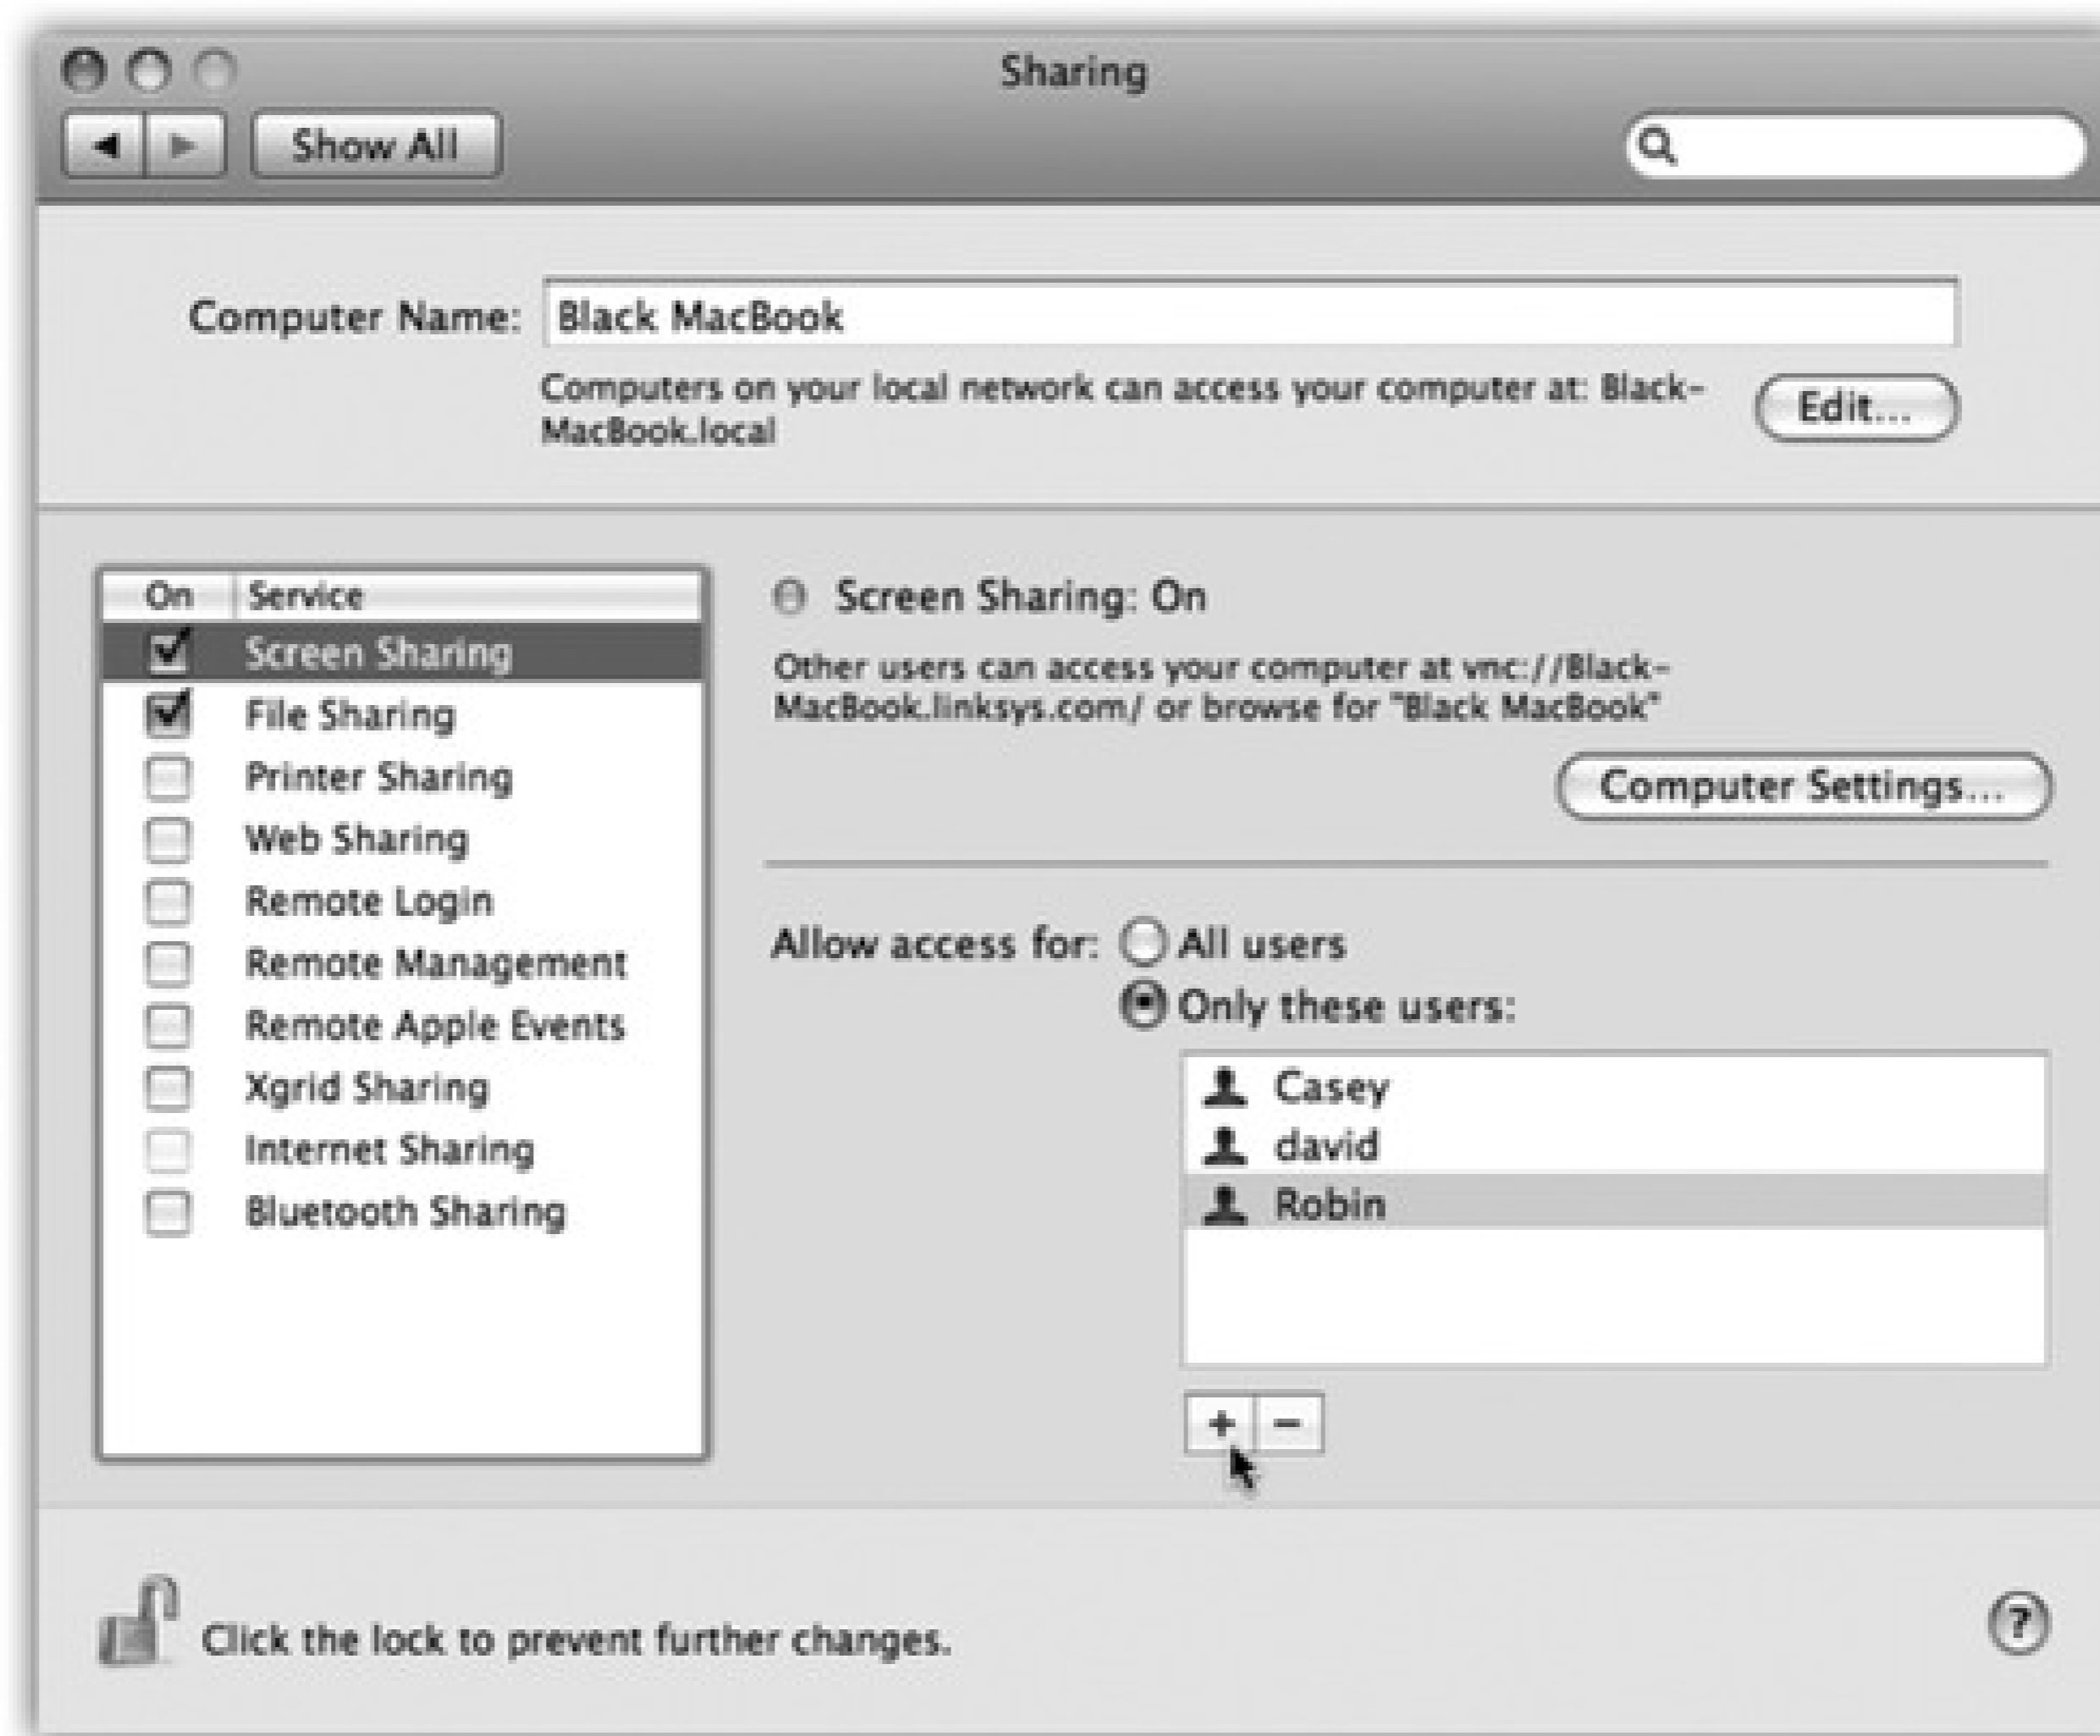 Sharing
Show All
Computer Name: Black MacBook
Computers on your local network can access your computer at: Black-
MacBook.local
Edit...
On Service
Screen Sharing
File Sharing
Printer Sharing
Web Sharing
Remote Login
Remote Management
Remote Apple Events
Xgrid Sharing
Internet Sharing
Bluetooth Sharing
Screen Sharing: On
Other users can access your computer at vnc://Black-
MacBook.linksys.com/ or browse for "Black MacBook"
Computer Settings...
Allow access for: All users
Only these users:
Casey
david
Robin
+ −
Click the lock to prevent further changes.
?